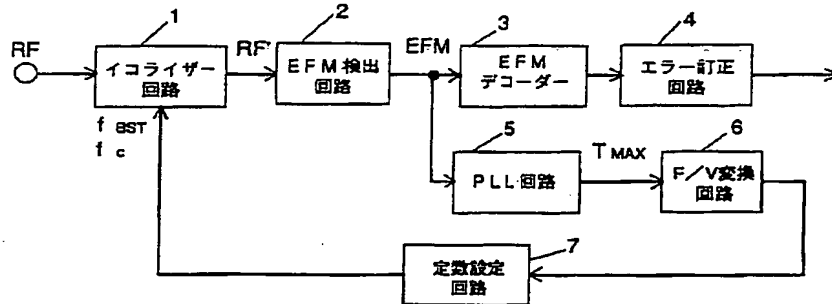 1
2
3
4
RF
イコライザー
回路
RF'
EFM検出
回路
EFM
EFM
デコーダー
エラー訂正
回路
f BST
f c
5
PLL回路
TMAX
6
F/V変換
回路
7
定数設定
回路